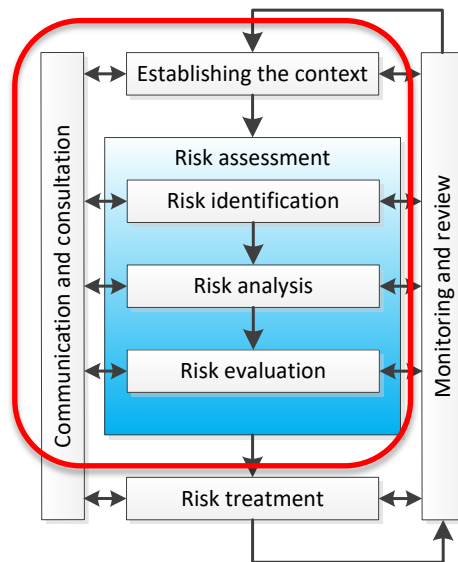 Establishing the context
Communication and consultation
Monitoring and review
Risk assessment
Risk identification
Risk analysis
Risk evaluation
Risk treatment